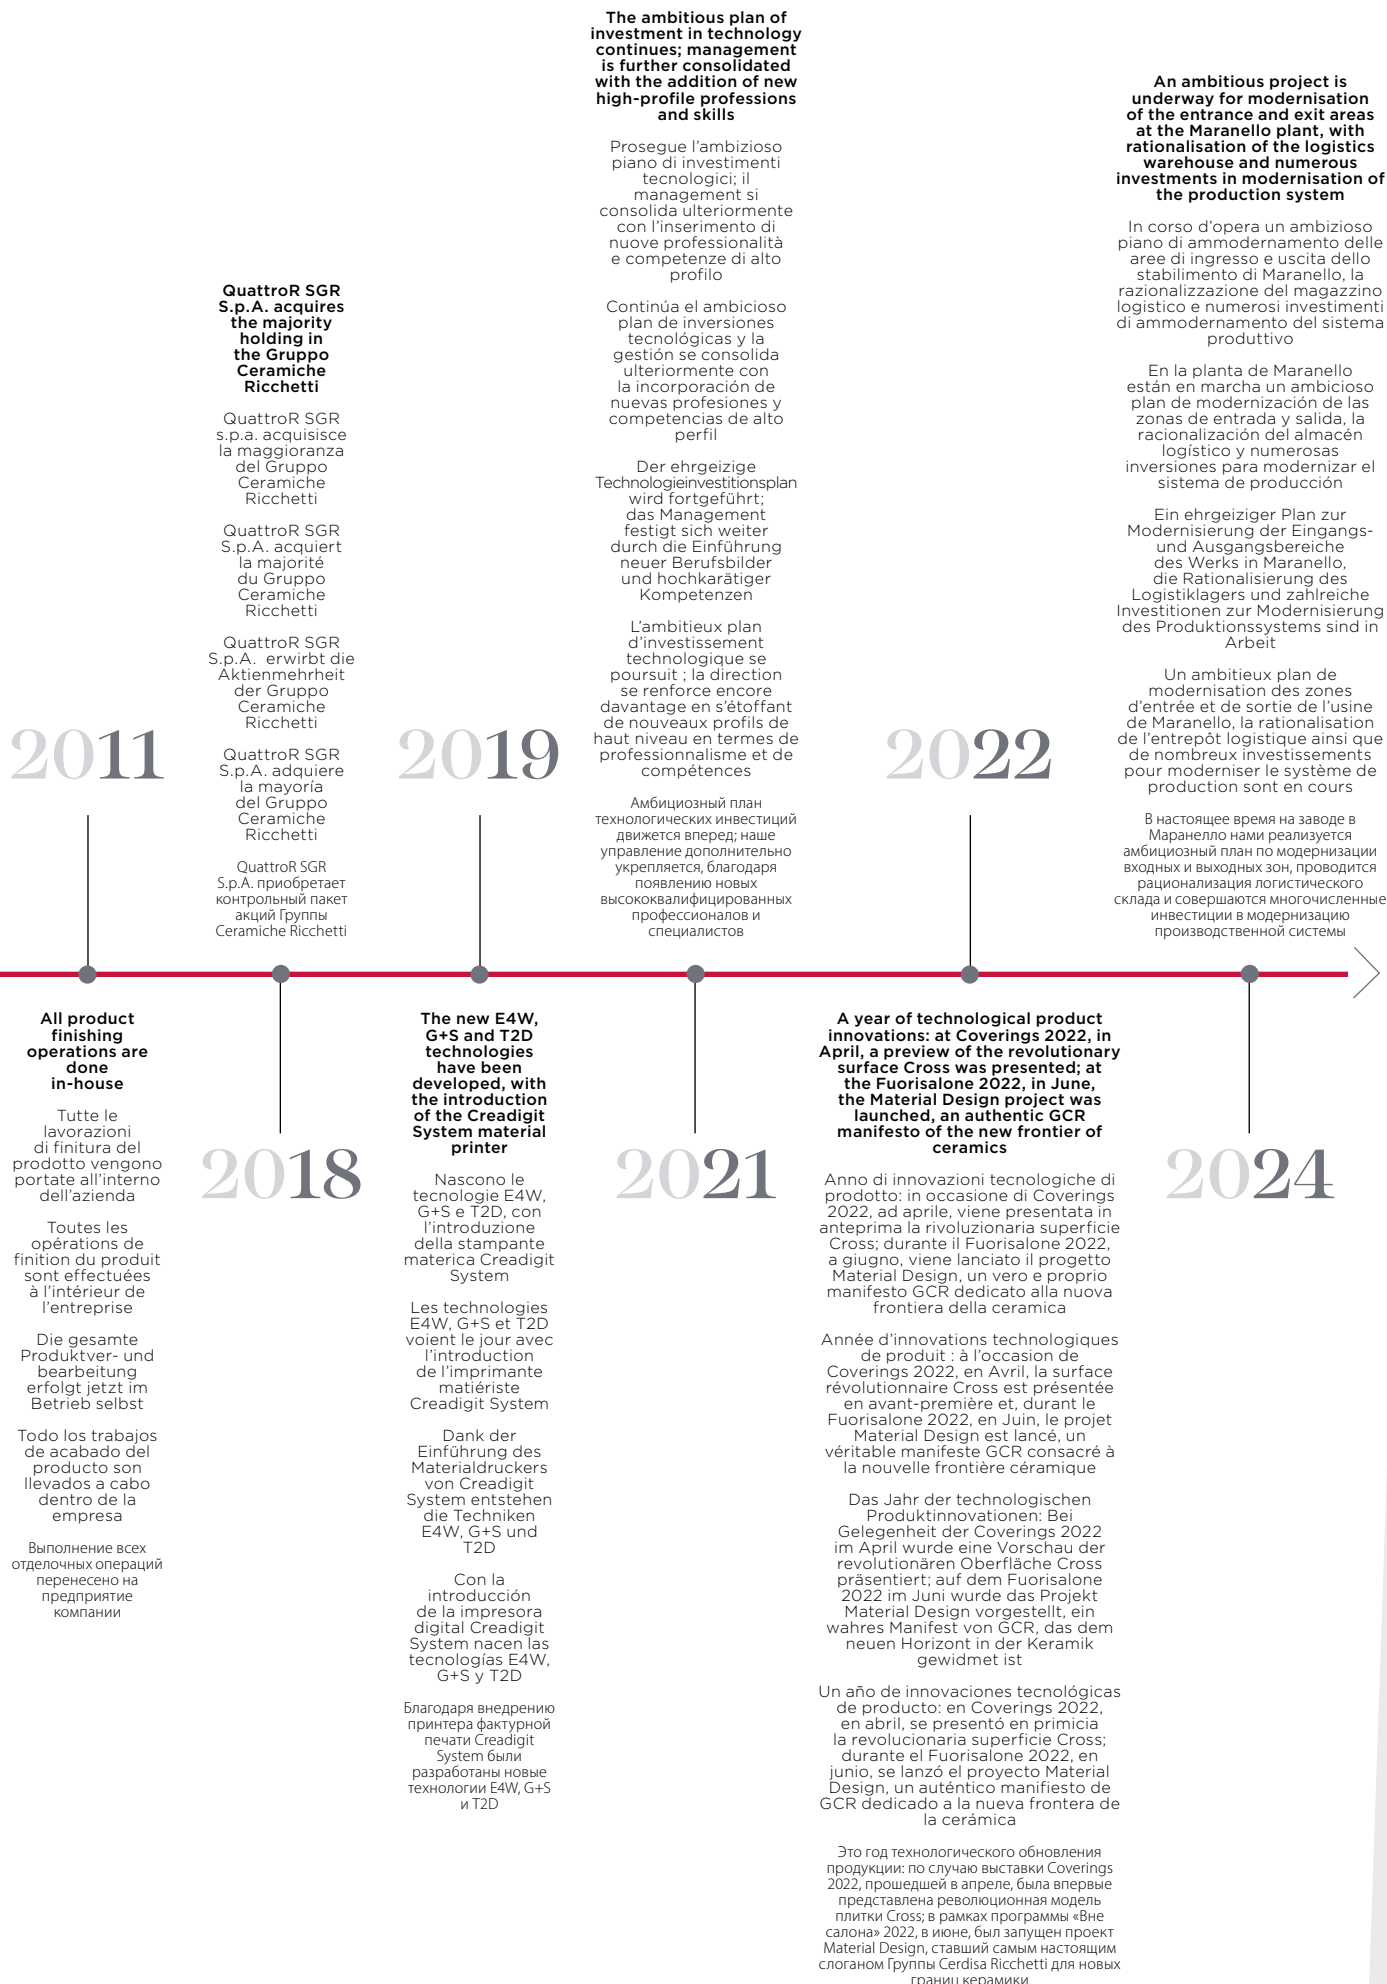 2011
All product
finishing
operations are
done
in-house
Tutte le
lavorazioni
di finitura del
prodotto vengono
portate all’interno
dell’azienda
Toutes les
opérations de
finition du produit
sont effectuées
à l’intérieur de
l’entreprise
Die gesamte
Produktver- und
bearbeitung
erfolgt jetzt im
Betrieb selbst
Todo los trabajos
de acabado del
producto son
llevados a cabo
dentro de la
empresa
Выполнение всех
отделочных операций
перенесено на
предприятие
компании
QuattroR SGR
S.p.A. acquires
the majority
holding in
the Gruppo
Ceramiche
Ricchetti
QuattroR SGR
s.p.a. acquisisce
la maggioranza
del Gruppo
Ceramiche
Ricchetti
QuattroR SGR
S.p.A. acquiert
la majorité
du Gruppo
Ceramiche
Ricchetti
QuattroR SGR
S.p.A.  erwirbt die
Aktienmehrheit
der Gruppo
Ceramiche
Ricchetti
QuattroR SGR
S.p.A. adquiere
la mayoría
del Gruppo
Ceramiche
Ricchetti
QuattroR SGR
S.p.A. приобретает
контрольный пакет
акций Группы
Ceramiche Ricchetti
2018
2019
The new E4W,
G+S and T2D
technologies
have been
developed, with
the introduction
of the Creadigit
System material
printer
Nascono le
tecnologie E4W,
G+S e T2D, con
l’introduzione
della stampante
materica Creadigit
System
Les technologies
E4W, G+S et T2D
voient le jour avec
l’introduction
de l’imprimante
matiériste
Creadigit System
Dank der
Einführung des
Materialdruckers
von Creadigit
System entstehen
die Techniken
E4W, G+S und
T2D
Con la
introducción
de la impresora
digital Creadigit
System nacen las
tecnologías E4W,
G+S y T2D
Благодаря внедрению
принтера фактурной
печати Creadigit
System были
разработаны новые
технологии E4W, G+S
и T2D
The ambitious plan of
investment in technology
continues; management
is further consolidated
with the addition of new
high-profile professions
and skills
Prosegue l’ambizioso
piano di investimenti
tecnologici; il
management si
consolida ulteriormente
con l’inserimento di
nuove professionalità
e competenze di alto
profilo
Continúa el ambicioso
plan de inversiones
tecnológicas y la
gestión se consolida
ulteriormente con
la incorporación de
nuevas profesiones y
competencias de alto
perfil
Der ehrgeizige
Technologieinvestitionsplan
wird fortgeführt;
das Management
festigt sich weiter
durch die Einführung
neuer Berufsbilder
und hochkarätiger
Kompetenzen
L’ambitieux plan
d’investissement
technologique se
poursuit ; la direction
se renforce encore
davantage en s’étoffant
de nouveaux profils de
haut niveau en termes de
professionnalisme et de
compétences
Амбициозный план
технологических инвестиций
движется вперед; наше
управление дополнительно
укрепляется, благодаря
появлению новых
высококвалифицированных
профессионалов и
специалистов
2021
2022
A year of technological product
innovations: at Coverings 2022, in
April, a preview of the revolutionary
surface Cross was presented; at
the Fuorisalone 2022, in June,
the Material Design project was
launched, an authentic GCR
manifesto of the new frontier of
ceramics
Anno di innovazioni tecnologiche di
prodotto: in occasione di Coverings
2022, ad aprile, viene presentata in
anteprima la rivoluzionaria superficie
Cross; durante il Fuorisalone 2022,
a giugno, viene lanciato il progetto
Material Design, un vero e proprio
manifesto GCR dedicato alla nuova
frontiera della ceramica
Année d’innovations technologiques
de produit : à l’occasion de
Coverings 2022, en Avril, la surface
révolutionnaire Cross est présentée
en avant-première et, durant le
Fuorisalone 2022, en Juin, le projet
Material Design est lancé, un
véritable manifeste GCR consacré à
la nouvelle frontière céramique
Das Jahr der technologischen
Produktinnovationen: Bei
Gelegenheit der Coverings 2022
im April wurde eine Vorschau der
revolutionären Oberfläche Cross
präsentiert; auf dem Fuorisalone
2022 im Juni wurde das Projekt
Material Design vorgestellt, ein
wahres Manifest von GCR, das dem
neuen Horizont in der Keramik
gewidmet ist
Un año de innovaciones tecnológicas
de producto: en Coverings 2022,
en abril, se presentó en primicia
la revolucionaria superficie Cross;
durante el Fuorisalone 2022, en
junio, se lanzó el proyecto Material
Design, un auténtico manifiesto de
GCR dedicado a la nueva frontera de
la cerámica
Это год технологического обновления
продукции: по случаю выставки Coverings
2022, прошедшей в апреле, была впервые
представлена революционная модель
плитки Cross; в рамках программы «Вне
салона» 2022, в июне, был запущен проект
Material Design, ставший самым настоящим
слоганом Группы Cerdisa Ricchetti для новых
границ керамики
An ambitious project is
underway for modernisation
of the entrance and exit areas
at the Maranello plant, with
rationalisation of the logistics
warehouse and numerous
investments in modernisation of
the production system
In corso d’opera un ambizioso
piano di ammodernamento delle
aree di ingresso e uscita dello
stabilimento di Maranello, la
razionalizzazione del magazzino
logistico e numerosi investimenti
di ammodernamento del sistema
produttivo
En la planta de Maranello
están en marcha un ambicioso
plan de modernización de las
zonas de entrada y salida, la
racionalización del almacén
logístico y numerosas
inversiones para modernizar el
sistema de producción
Ein ehrgeiziger Plan zur
Modernisierung der Eingangs-
und Ausgangsbereiche
des Werks in Maranello,
die Rationalisierung des
Logistiklagers und zahlreiche
Investitionen zur Modernisierung
des Produktionssystems sind in
Arbeit
Un ambitieux plan de
modernisation des zones
d’entrée et de sortie de l’usine
de Maranello, la rationalisation
de l’entrepôt logistique ainsi que
de nombreux investissements
pour moderniser le système de
production sont en cours
В настоящее время на заводе в
Маранелло нами реализуется
амбициозный план по модернизации
входных и выходных зон, проводится
рационализация логистического
склада и совершаются многочисленные
инвестиции в модернизацию
производственной системы
2024